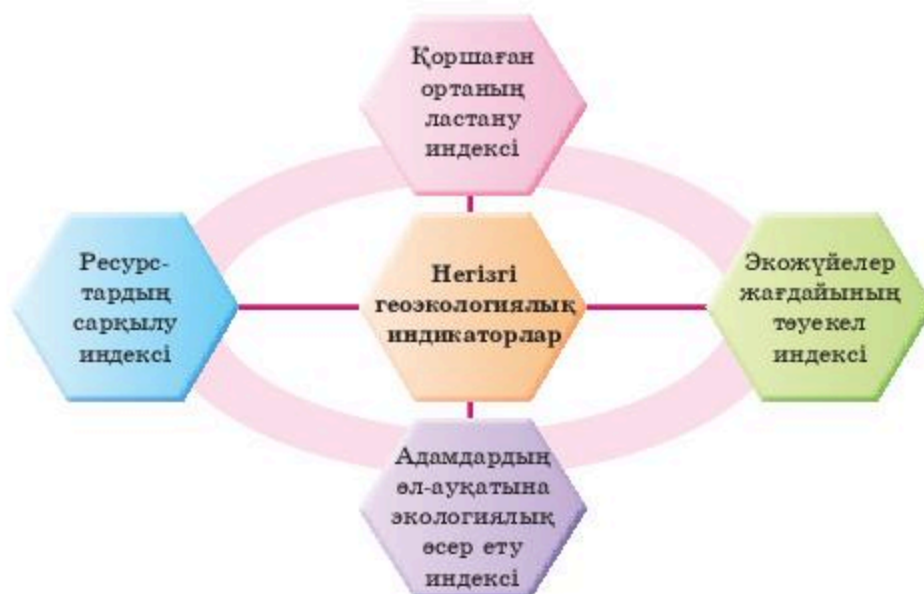 Қоршаған
ортаның
ластану
индексі
Ресурс-
тардың
сарқылу
индексі
Негізгі
геоэкологиялық
индикаторлар
Экожүйелер
жағдайының
тәуекел
индексі
Адамдардың
әл-ауқатына
экологиялық
әсер ету
индексі